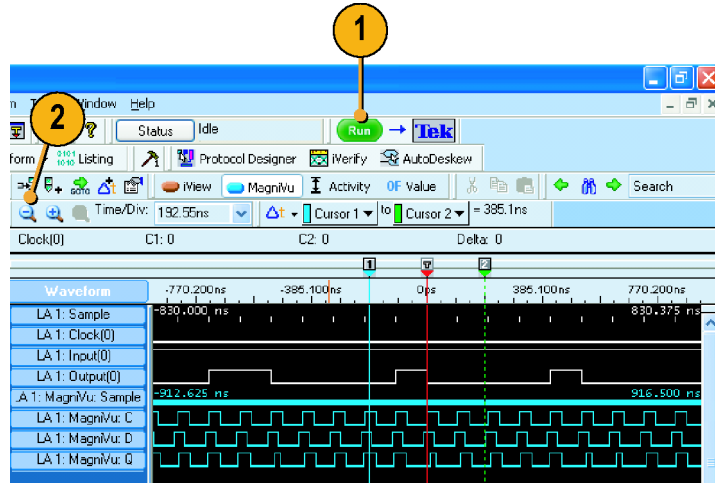 1
2
Window Help
Status Idle Run Tek
form Listing Protocol Designer iVerify AutoDeskew
iView MagniVu Activity Value Search
Time/Div: 192.55ns Δt Cursor 1 to Cursor 2 = 385.1ns
Clock(0) C1: 0 C2: 0 Delta: 0
1 T 2
Waveform -770.200ns -385.100ns 0ps 385.100ns 770.200ns
LA 1: Sample -830.000 ns 830.375 ns
LA 1: Clock(0)
LA 1: Input(0)
LA 1: Output(0)
LA 1: MagniVu: Sample -912.625 ns 916.500 ns
LA 1: MagniVu: C
LA 1: MagniVu: D
LA 1: MagniVu: Q